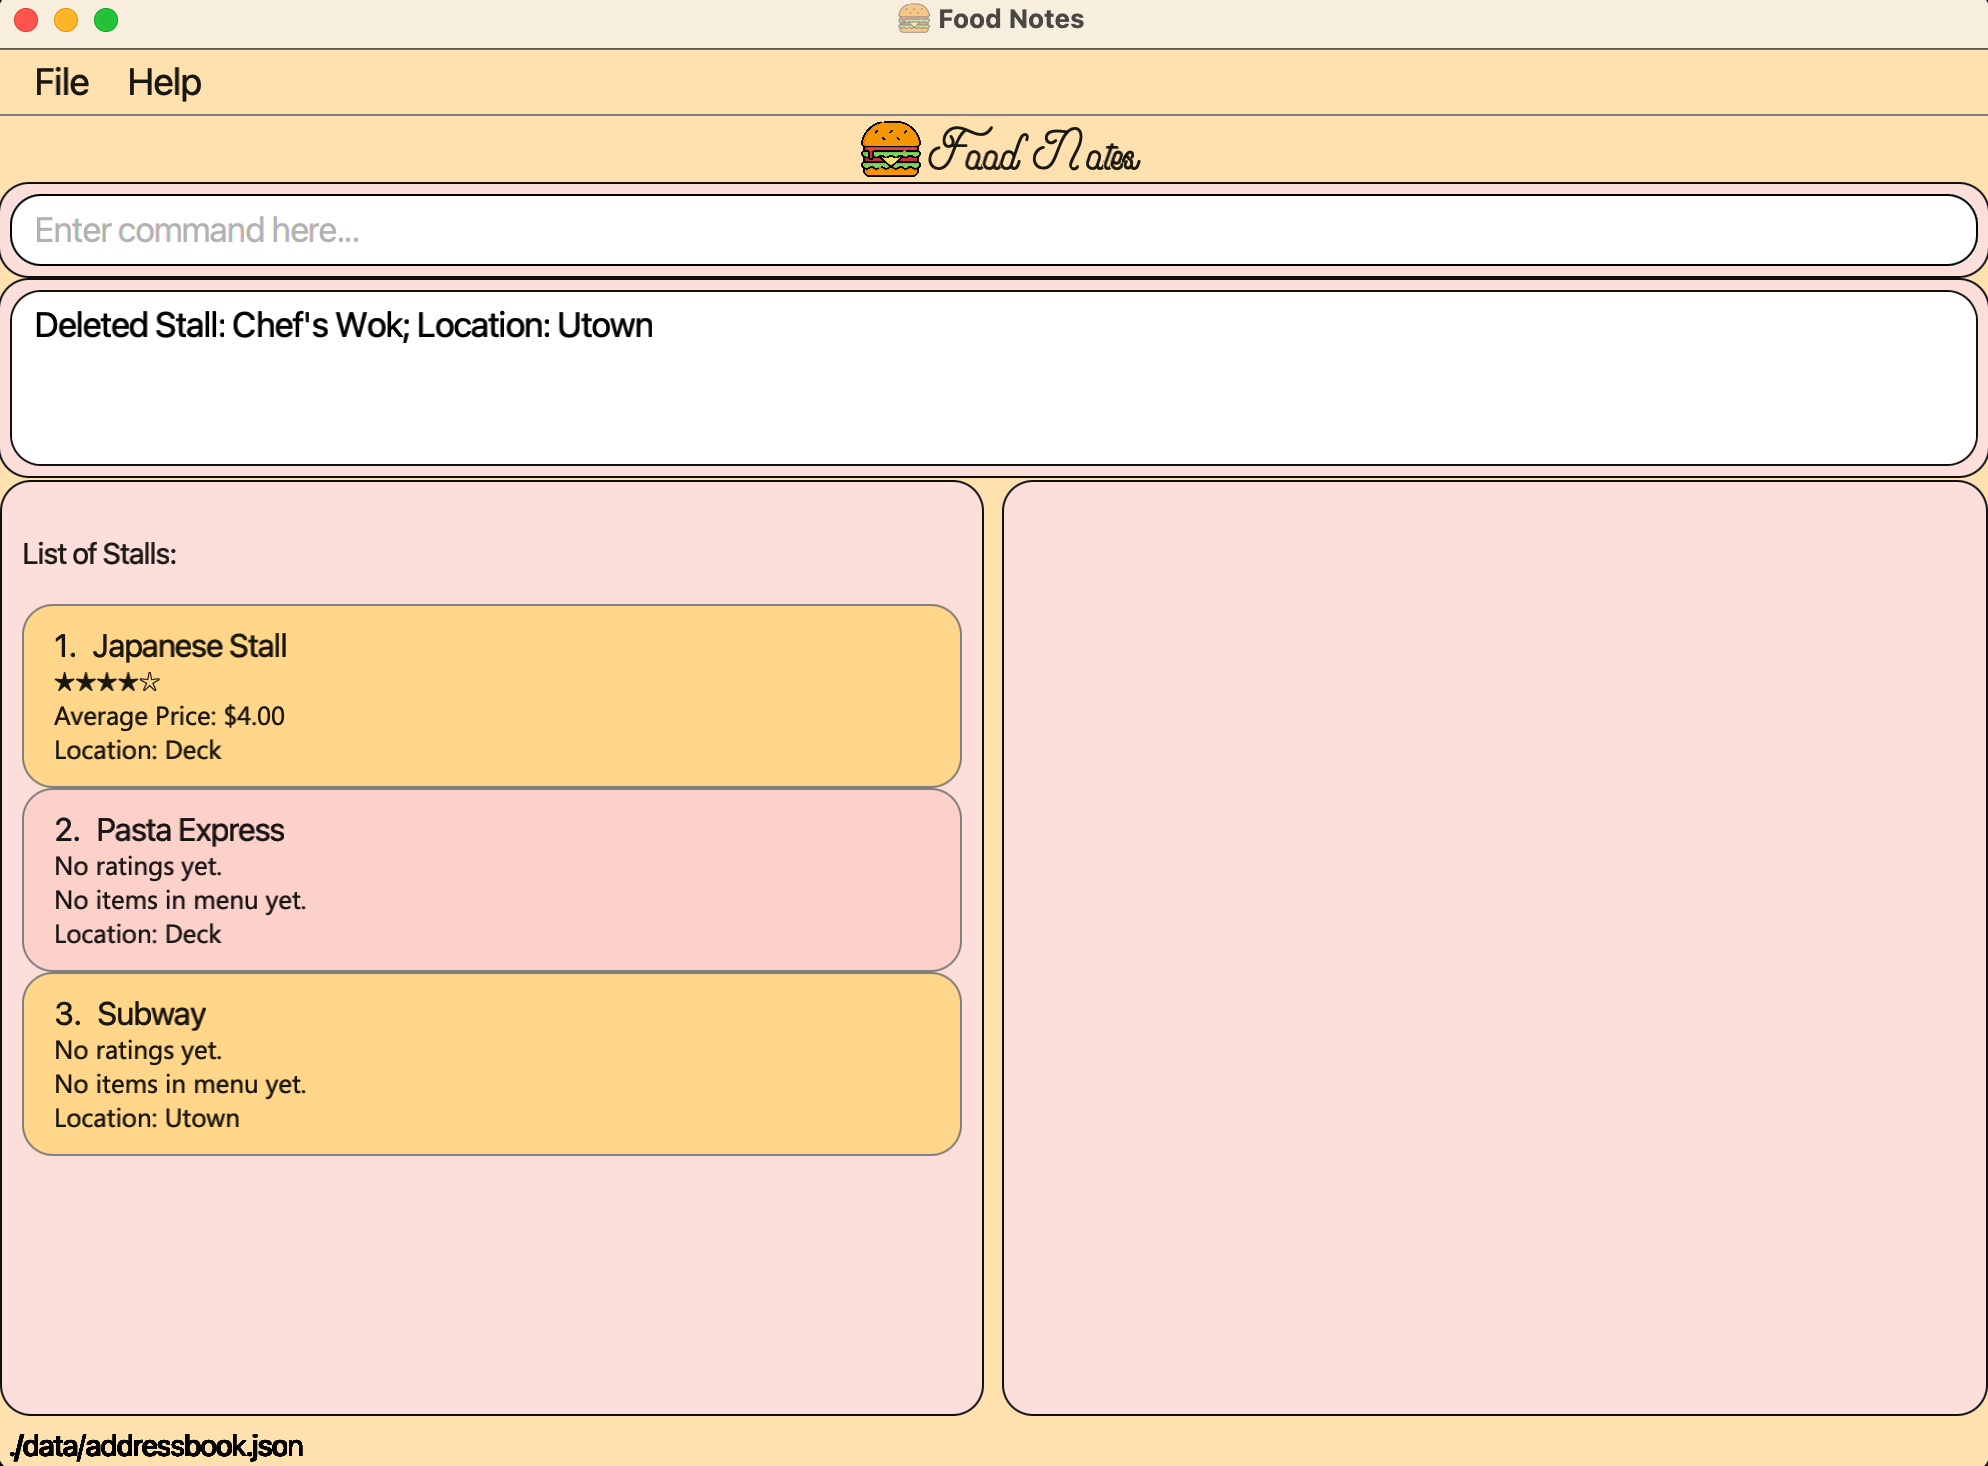 Food Notes
File Help
Food Notes
Enter command here...
Deleted Stall: Chef's Wok; Location: Utown
List of Stalls:
1. Japanese Stall
★★★★☆
Average Price: $4.00
Location: Deck
2. Pasta Express
No ratings yet.
No items in menu yet.
Location: Deck
3. Subway
No ratings yet.
No items in menu yet.
Location: Utown
./data/addressbook.json